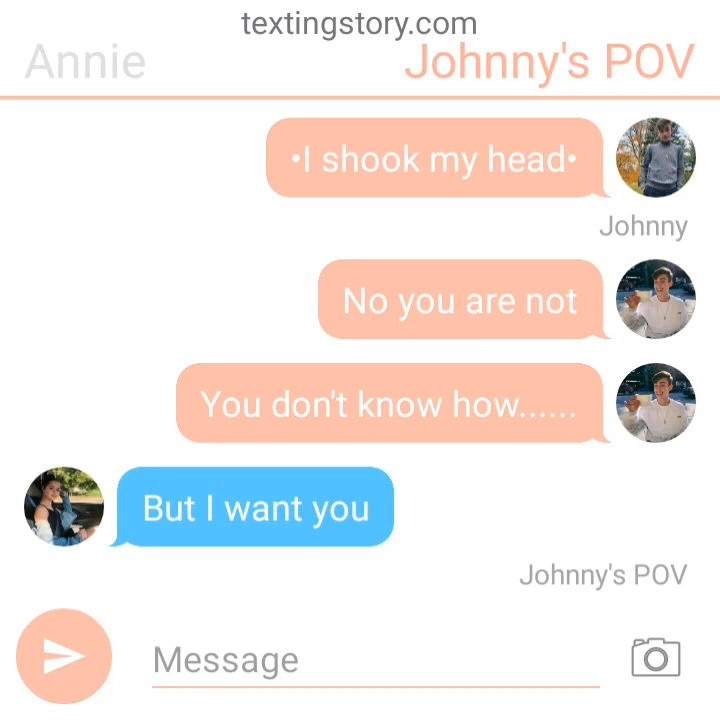 textingstory.com
Annie
Johnny's POV
•I shook my head•
Johnny
No you are not
You don't know how......
But I want you
Johnny's POV
Message